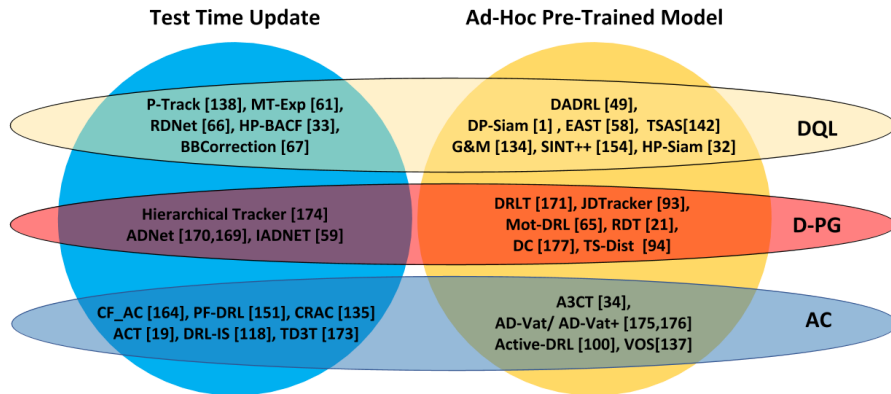 Test Time Update
Ad-Hoc Pre-Trained Model
P-Track [138], MT-Exp [61],
RDNet [66], HP-BACF [33],
BBCorrection [67]
DADRL [49],
DP-Siam [1] , EAST [58], TSAS[142]
G&M [134], SINT++ [154], HP-Siam [32]
DQL
Hierarchical Tracker [174]
ADNet [170,169], IADNET [59]
DRLT [171], JDTracker [93],
Mot-DRL [65], RDT [21],
DC [177], TS-Dist [94]
D-PG
CF_AC [164], PF-DRL [151], CRAC [135]
ACT [19], DRL-IS [118], TD3T [173]
A3CT [34],
AD-Vat/ AD-Vat+ [175,176]
Active-DRL [100], VOS[137]
AC